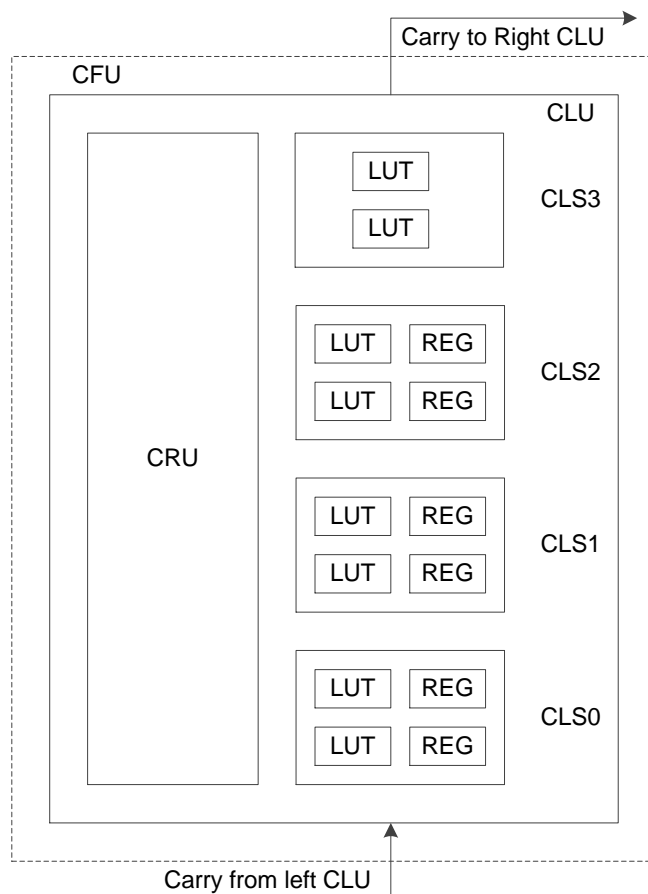 Carry to Right CLU
CFU
CLU
LUT
LUT
CLS3
LUT REG
LUT REG
CLS2
CRU
LUT REG
LUT REG
CLS1
LUT REG
LUT REG
CLS0
Carry from left CLU